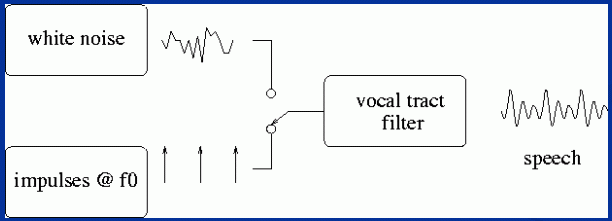 white noise
vocal tract
filter
speech
impulses @ f0